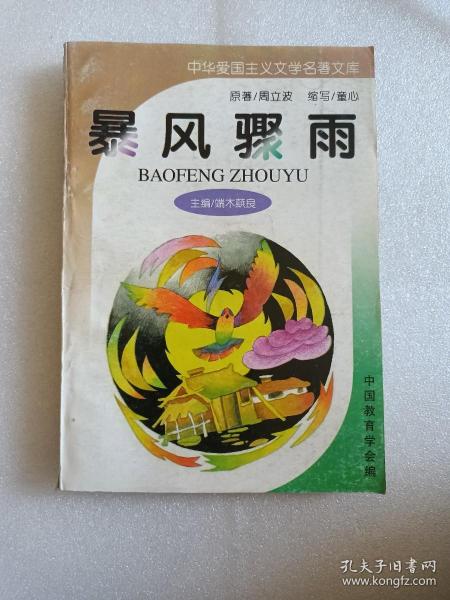 中华爱国主义文学名著文库
原著/周立波 缩写/童心
暴风骤雨
BAOFENG ZHOUYU
主编/端木蕻良
中国教育学会编
孔夫子旧书网
www.kongfz.com